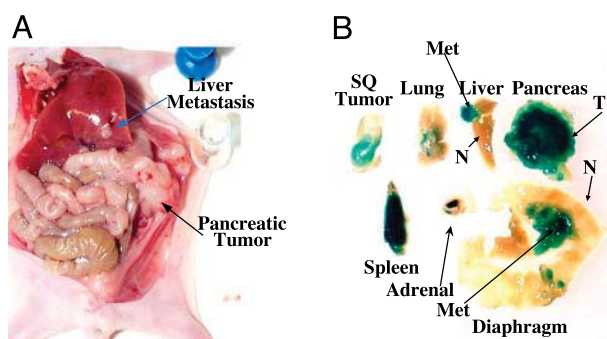 A
Liver
Metastasis
Pancreatic
Tumor
B
Met
SQ
Tumor
Lung
Liver
Pancreas
T
N
N
Spleen
Adrenal
Met
Diaphragm